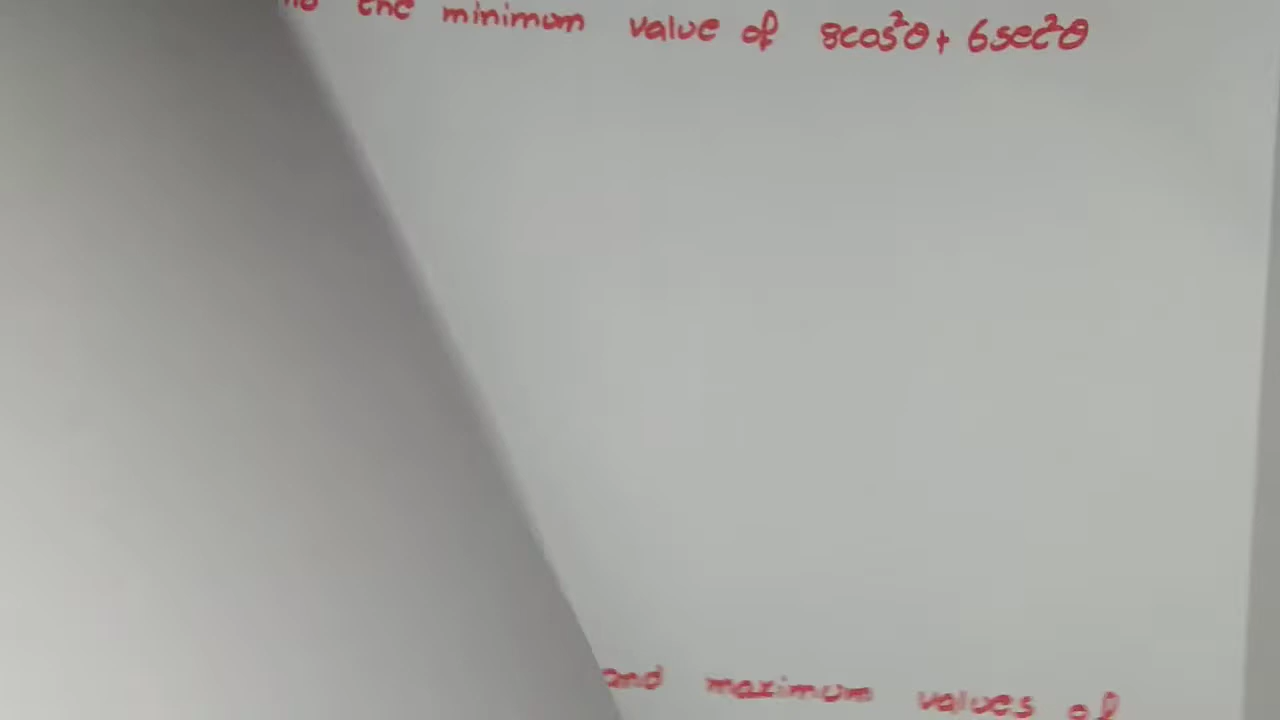 the minimum value of 8cos²θ + 6sec²θ
and maximum values of